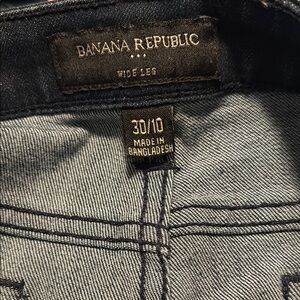 BANANA REPUBLIC
WIDE LEG
30/10
MADE IN
BANGLADESH